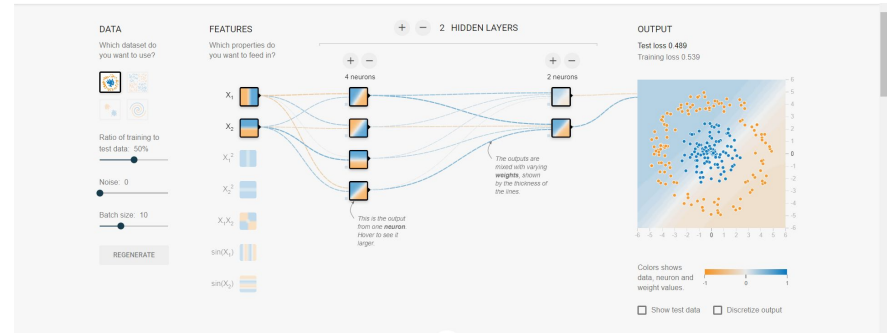 DATA
Which dataset do
you want to use?
Ratio of training to
test data: 50%
Noise: 0
Batch size: 10
REGENERATE
FEATURES
Which properties do
you want to feed in?
X1
X2
X1²
X2²
X1X2
sin(X1)
sin(X2)
+ − 2 HIDDEN LAYERS
+ −
4 neurons
+ −
2 neurons
This is the output
from one neuron.
Hover to see it
larger.
The outputs are
mixed with varying
weights, shown
by the thickness of
the lines.
OUTPUT
Test loss 0.489
Training loss 0.539
6
5
4
3
2
1
0
-1
-2
-3
-4
-5
-6
-6 -5 -4 -3 -2 -1 0 1 2 3 4 5 6
Colors shows
data, neuron and
weight values.
-1 0 1
Show test data
Discretize output